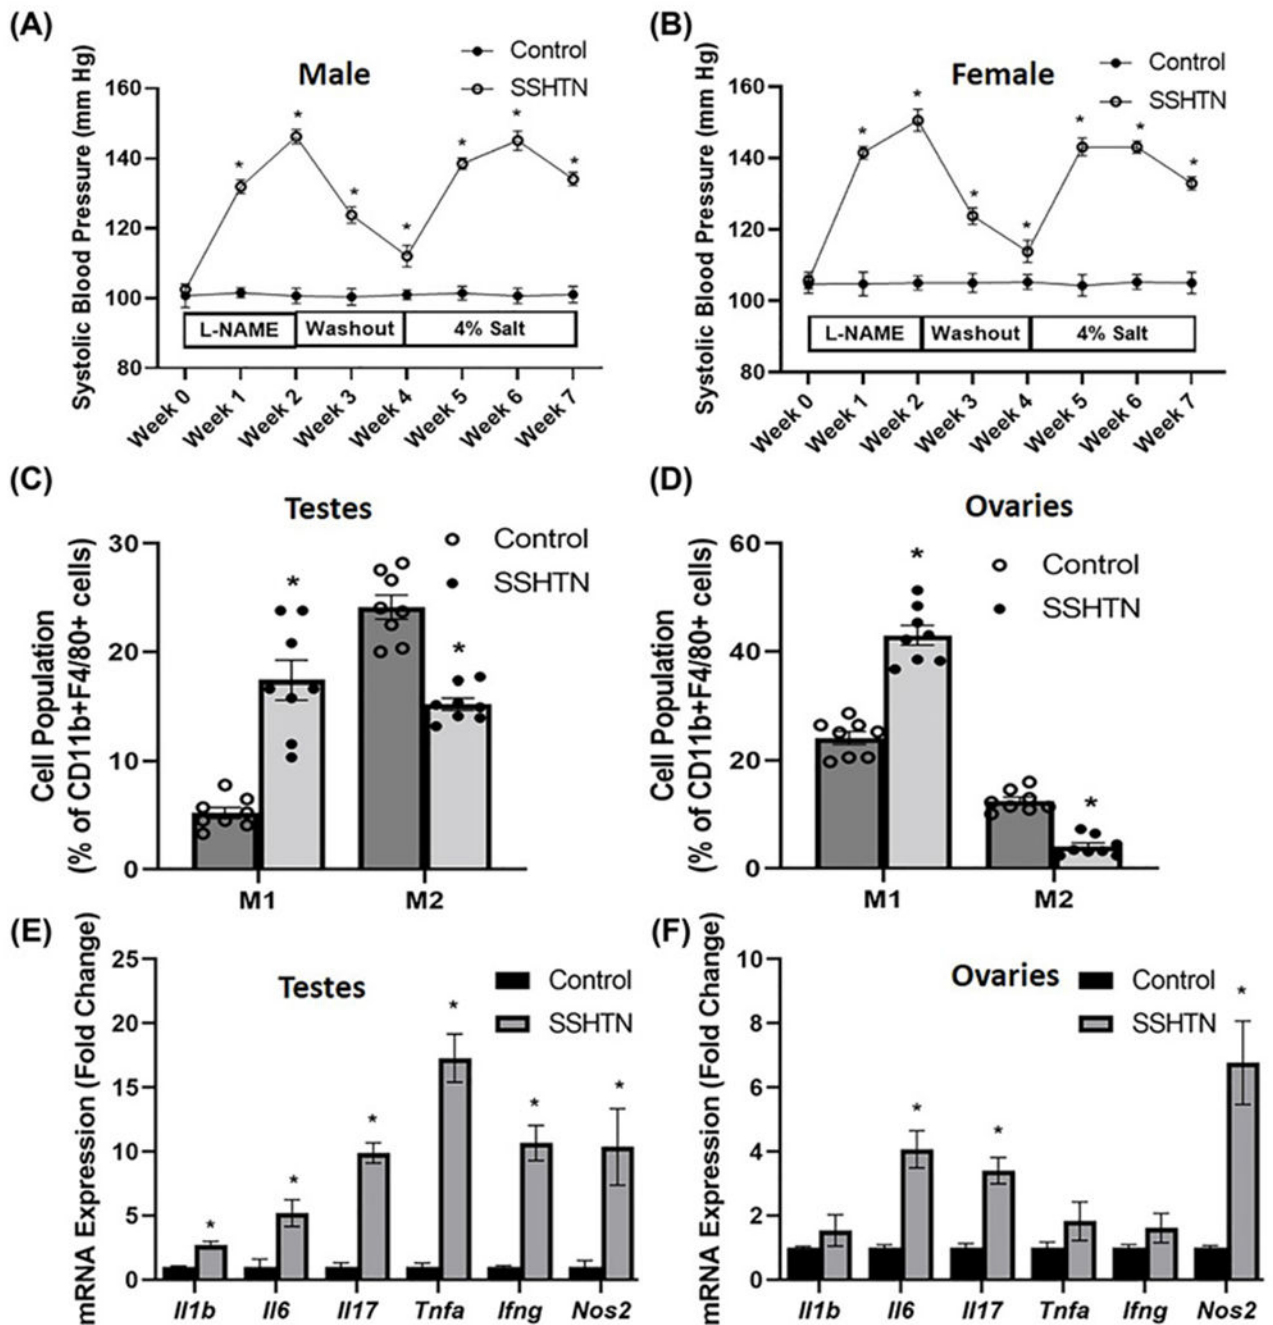 (A)
Male
Control
SSHTN
Systolic Blood Pressure (mm Hg)
160
140
120
100
80
*
*
*
*
*
*
*
L-NAME
Washout
4% Salt
Week 0
Week 1
Week 2
Week 3
Week 4
Week 5
Week 6
Week 7
(B)
Female
Control
SSHTN
Systolic Blood Pressure (mm Hg)
160
140
120
100
80
*
*
*
*
*
*
*
L-NAME
Washout
4% Salt
Week 0
Week 1
Week 2
Week 3
Week 4
Week 5
Week 6
Week 7
(C)
Testes
Control
SSHTN
Cell Population
(% of CD11b+F4/80+ cells)
30
20
10
0
*
*
M1
M2
(D)
Ovaries
Control
SSHTN
Cell Population
(% of CD11b+F4/80+ cells)
60
40
20
0
*
*
M1
M2
(E)
Testes
Control
SSHTN
mRNA Expression (Fold Change)
25
20
15
10
5
0
*
*
*
*
*
*
Il1b
Il6
Il17
Tnfa
Ifng
Nos2
(F)
Ovaries
Control
SSHTN
mRNA Expression (Fold Change)
10
8
6
4
2
0
*
*
*
Il1b
Il6
Il17
Tnfa
Ifng
Nos2